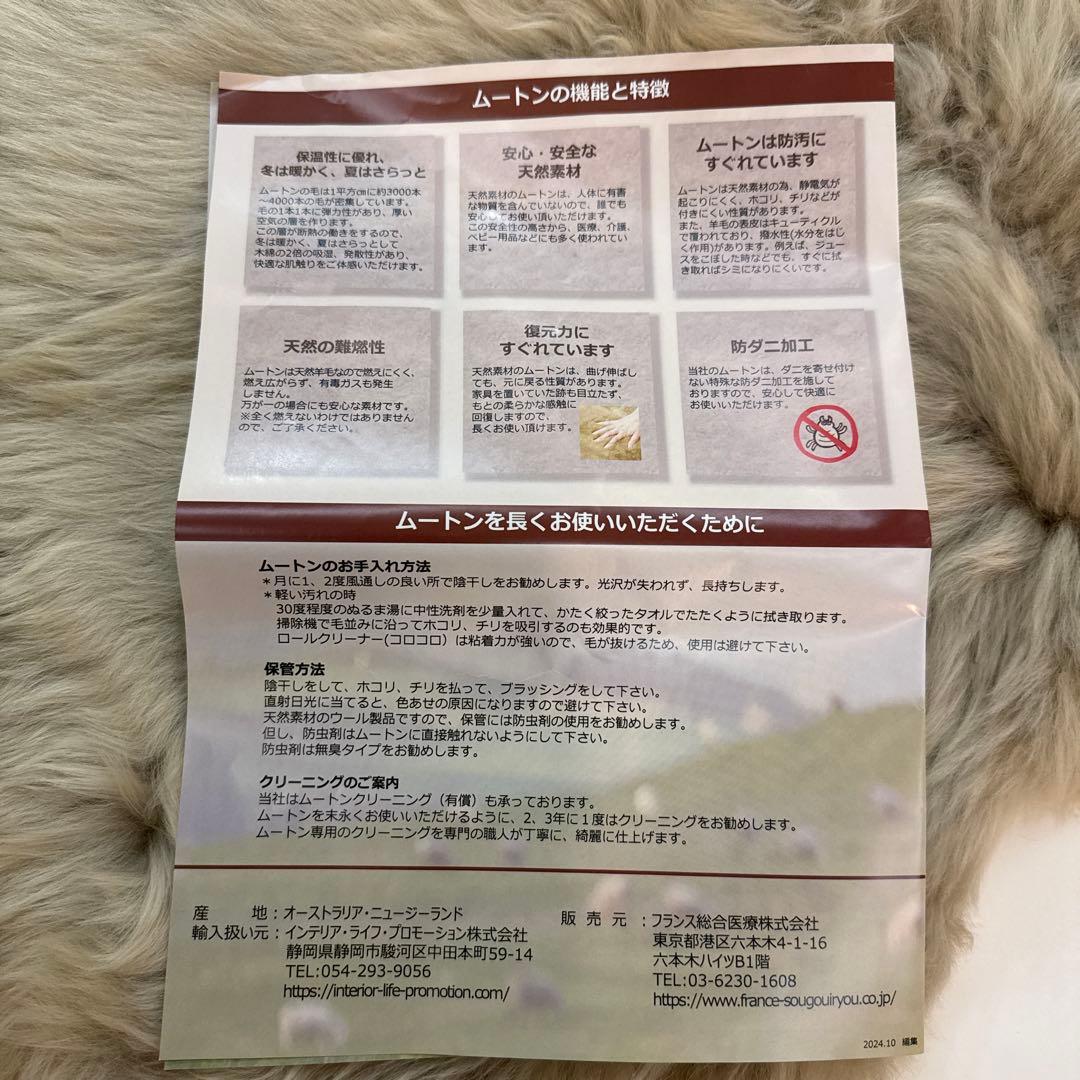 ムートンの機能と特徴
保温性に優れ、
冬は暖かく、夏はさらっと
ムートンの毛は1平方㎝に約3000本
～4000本の毛が密集しています。
毛の1本1本に弾力性があり、厚い
空気の層を作ります。
この層が断熱の働きをするので、
冬は暖かく、夏はさらっとして
木綿の2倍の吸湿、発散性があり、
快適な肌触りをご体感いただけます。
安心・安全な
天然素材
天然素材のムートンは、人体に有害
な物質を含んでいないので、誰でも
安心してお使い頂いただけます。
この安全性の高さから、医療、介護、
ベビー用品などにも多く使われてい
ます。
ムートンは防汚に
すぐれています
ムートンは天然素材の為、静電気が
起こりにくく、ホコリ、チリなどが
付きにくい性質があります。
また、羊毛の表皮はキューティクル
で覆われており、撥水性(水分をはじ
く作用)があります。例えば、ジュー
スをこぼした時などでも、すぐに拭
き取ればシミになりにくいです。
天然の難燃性
ムートンは天然羊毛なので燃えにくく、
燃え広がらず、有毒ガスも発生
しません。
万が一の場合にも安心な素材です。
※全く燃えないわけではありません
ので、ご了承ください。
復元力に
すぐれています
天然素材のムートンは、曲げ伸ばし
ても、元に戻る性質があります。
家具を置いていた跡も目立たず、
もとの柔らかな感触に
回復しますので、
長くお使い頂けます。
防ダニ加工
当社のムートンは、ダニを寄せ付け
ない特殊な防ダニ加工を施して
おりますので、安心して快適に
お使いいただけます。
ムートンを長くお使いいただくために
ムートンのお手入れ方法
＊月に1、2度風通しの良い所で陰干しをお勧めします。光沢が失われず、長持ちします。
＊軽い汚れの時
30度程度のぬるま湯に中性洗剤を少量入れて、かたく絞ったタオルでたたくように拭き取ります。
掃除機で毛並みに沿ってホコリ、チリを吸引するのも効果的です。
ロールクリーナー(コロコロ）は粘着力が強いので、毛が抜けるため、使用は避けて下さい。
保管方法
陰干しをして、ホコリ、チリを払って、ブラッシングをして下さい。
直射日光に当てると、色あせの原因になりますので避けて下さい。
天然素材のウール製品ですので、保管には防虫剤の使用をお勧めします。
但し、防虫剤はムートンに直接触れないようにして下さい。
防虫剤は無臭タイプをお勧めします。
クリーニングのご案内
当社はムートンクリーニング（有償）も承っております。
ムートンを末永くお使いいただけるように、2、3年に１度はクリーニングをお勧めします。
ムートン専用のクリーニングを専門の職人が丁寧に、綺麗に仕上げます。
産 地：オーストラリア・ニュージーランド
輸入扱い元：インテリア・ライフ・プロモーション株式会社
静岡県静岡市駿河区中田本町59-14
TEL:054-293-9056
https://interior-life-promotion.com/
販売元：フランス総合医療株式会社
東京都港区六本木4-1-16
六本木ハイツB1階
TEL:03-6230-1608
https://www.france-sougouiryou.co.jp/
2024.10 編集